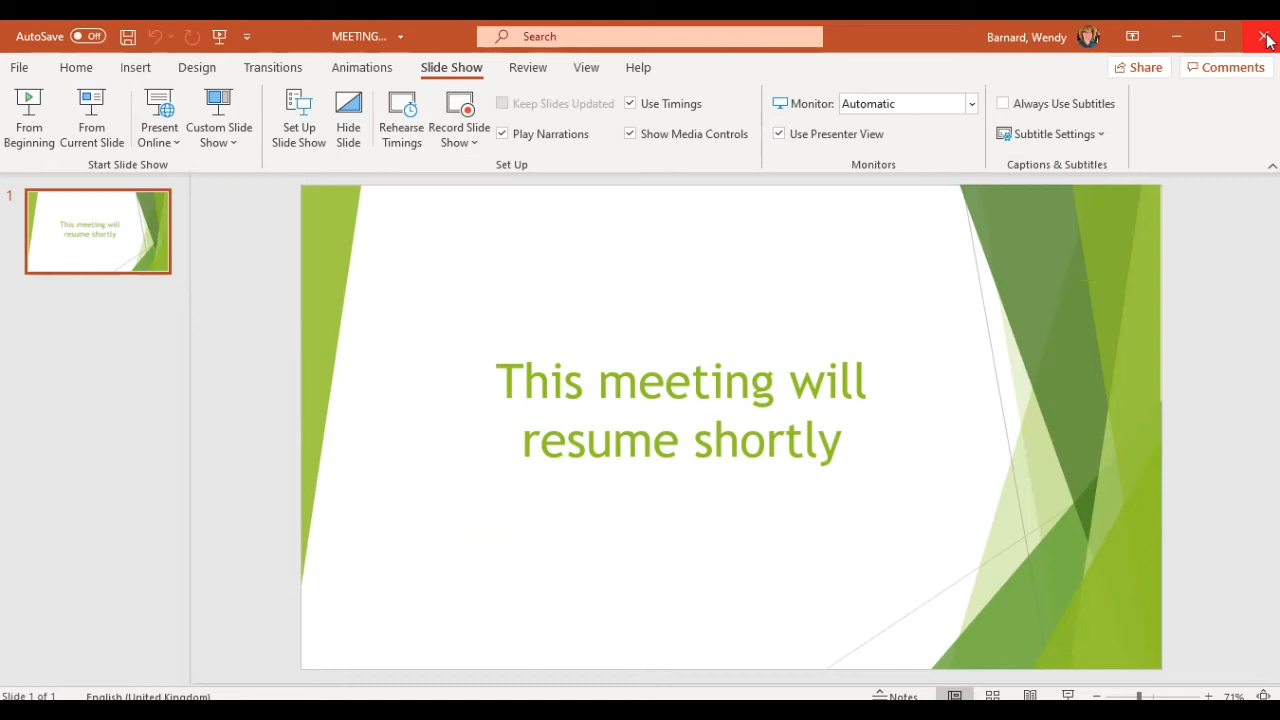 AutoSave Off MEETING... Search Barnard, Wendy
File Home Insert Design Transitions Animations Slide Show Review View Help Share Comments
From Beginning
From Current Slide
Present Online
Custom Slide Show
Start Slide Show
Set Up Slide Show
Hide Slide
Rehearse Timings
Record Slide Show
Keep Slides Updated
Use Timings
Play Narrations
Show Media Controls
Set Up
Monitor: Automatic
Use Presenter View
Monitors
Always Use Subtitles
Subtitle Settings
Captions & Subtitles
1
This meeting will
resume shortly
This meeting will
resume shortly
Slide 1 of 1 English (United Kingdom) Notes 71%